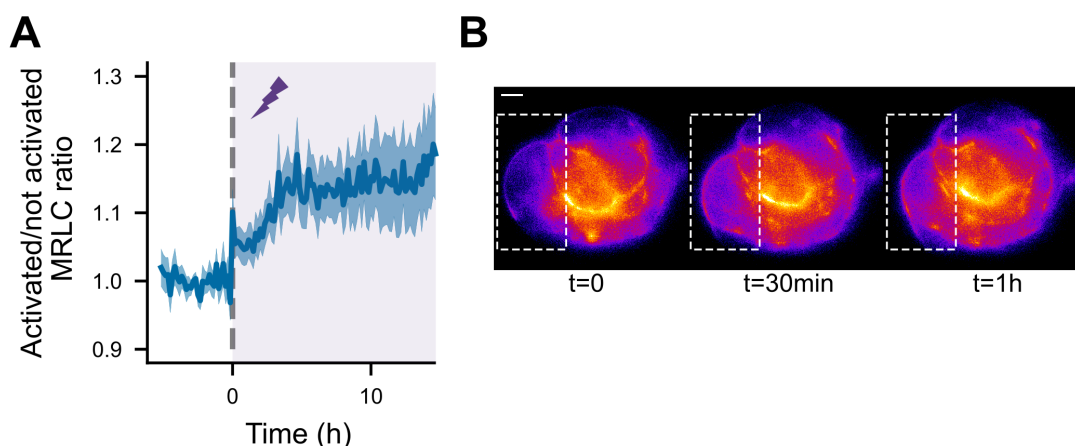 A
B
Activated/not activated
MRLC ratio
1.3
1.2
1.1
1.0
0.9
0
10
Time (h)
t=0
t=30min
t=1h